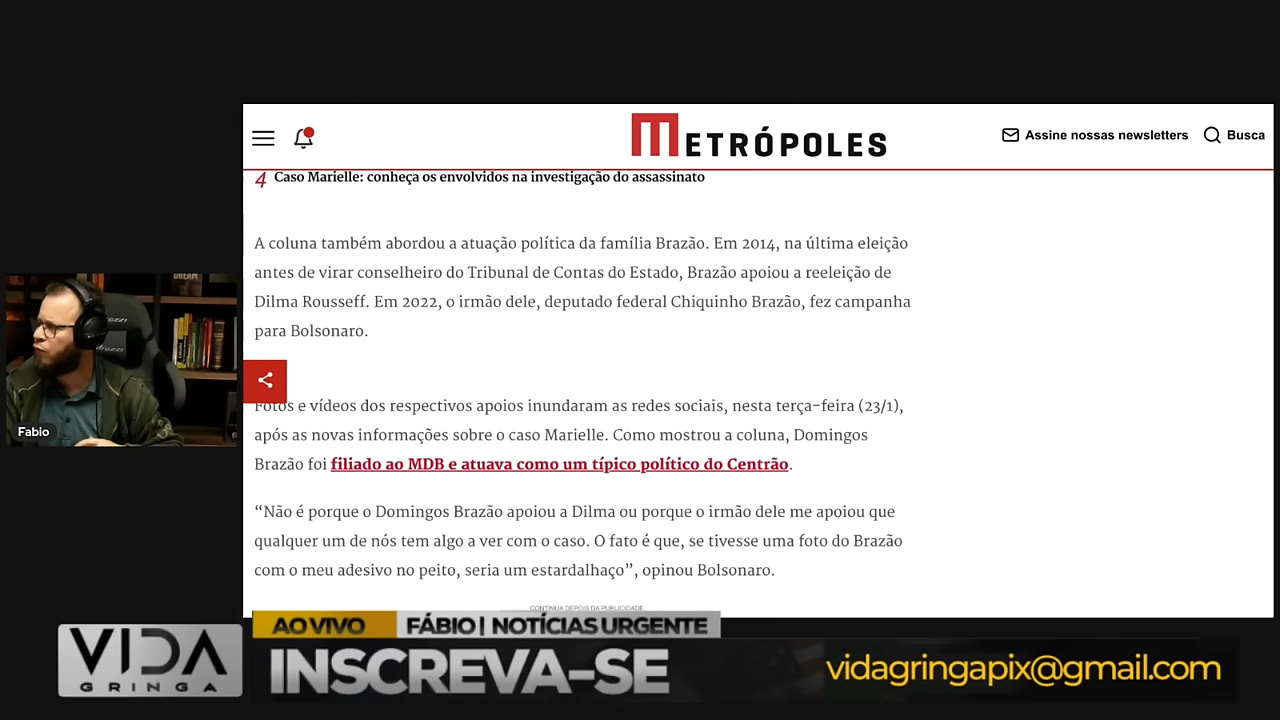 METRÓPOLES
Assine nossas newsletters
Busca
4 Caso Marielle: conheça os envolvidos na investigação do assassinato
A coluna também abordou a atuação política da família Brazão. Em 2014, na última eleição
antes de virar conselheiro do Tribunal de Contas do Estado, Brazão apoiou a reeleição de
Dilma Rousseff. Em 2022, o irmão dele, deputado federal Chiquinho Brazão, fez campanha
para Bolsonaro.
Fotos e vídeos dos respectivos apoios inundaram as redes sociais, nesta terça-feira (23/1),
após as novas informações sobre o caso Marielle. Como mostrou a coluna, Domingos
Brazão foi filiado ao MDB e atuava como um típico político do Centrão.
“Não é porque o Domingos Brazão apoiou a Dilma ou porque o irmão dele me apoiou que
qualquer um de nós tem algo a ver com o caso. O fato é que, se tivesse uma foto do Brazão
com o meu adesivo no peito, seria um estardalhaço”, opinou Bolsonaro.
CONTINUA DEPOIS DA PUBLICIDADE
DREAM
Fabio
VIDA
GRINGA
AO VIVO
FÁBIO | NOTÍCIAS URGENTE
INSCREVA-SE
vidagringapix@gmail.com